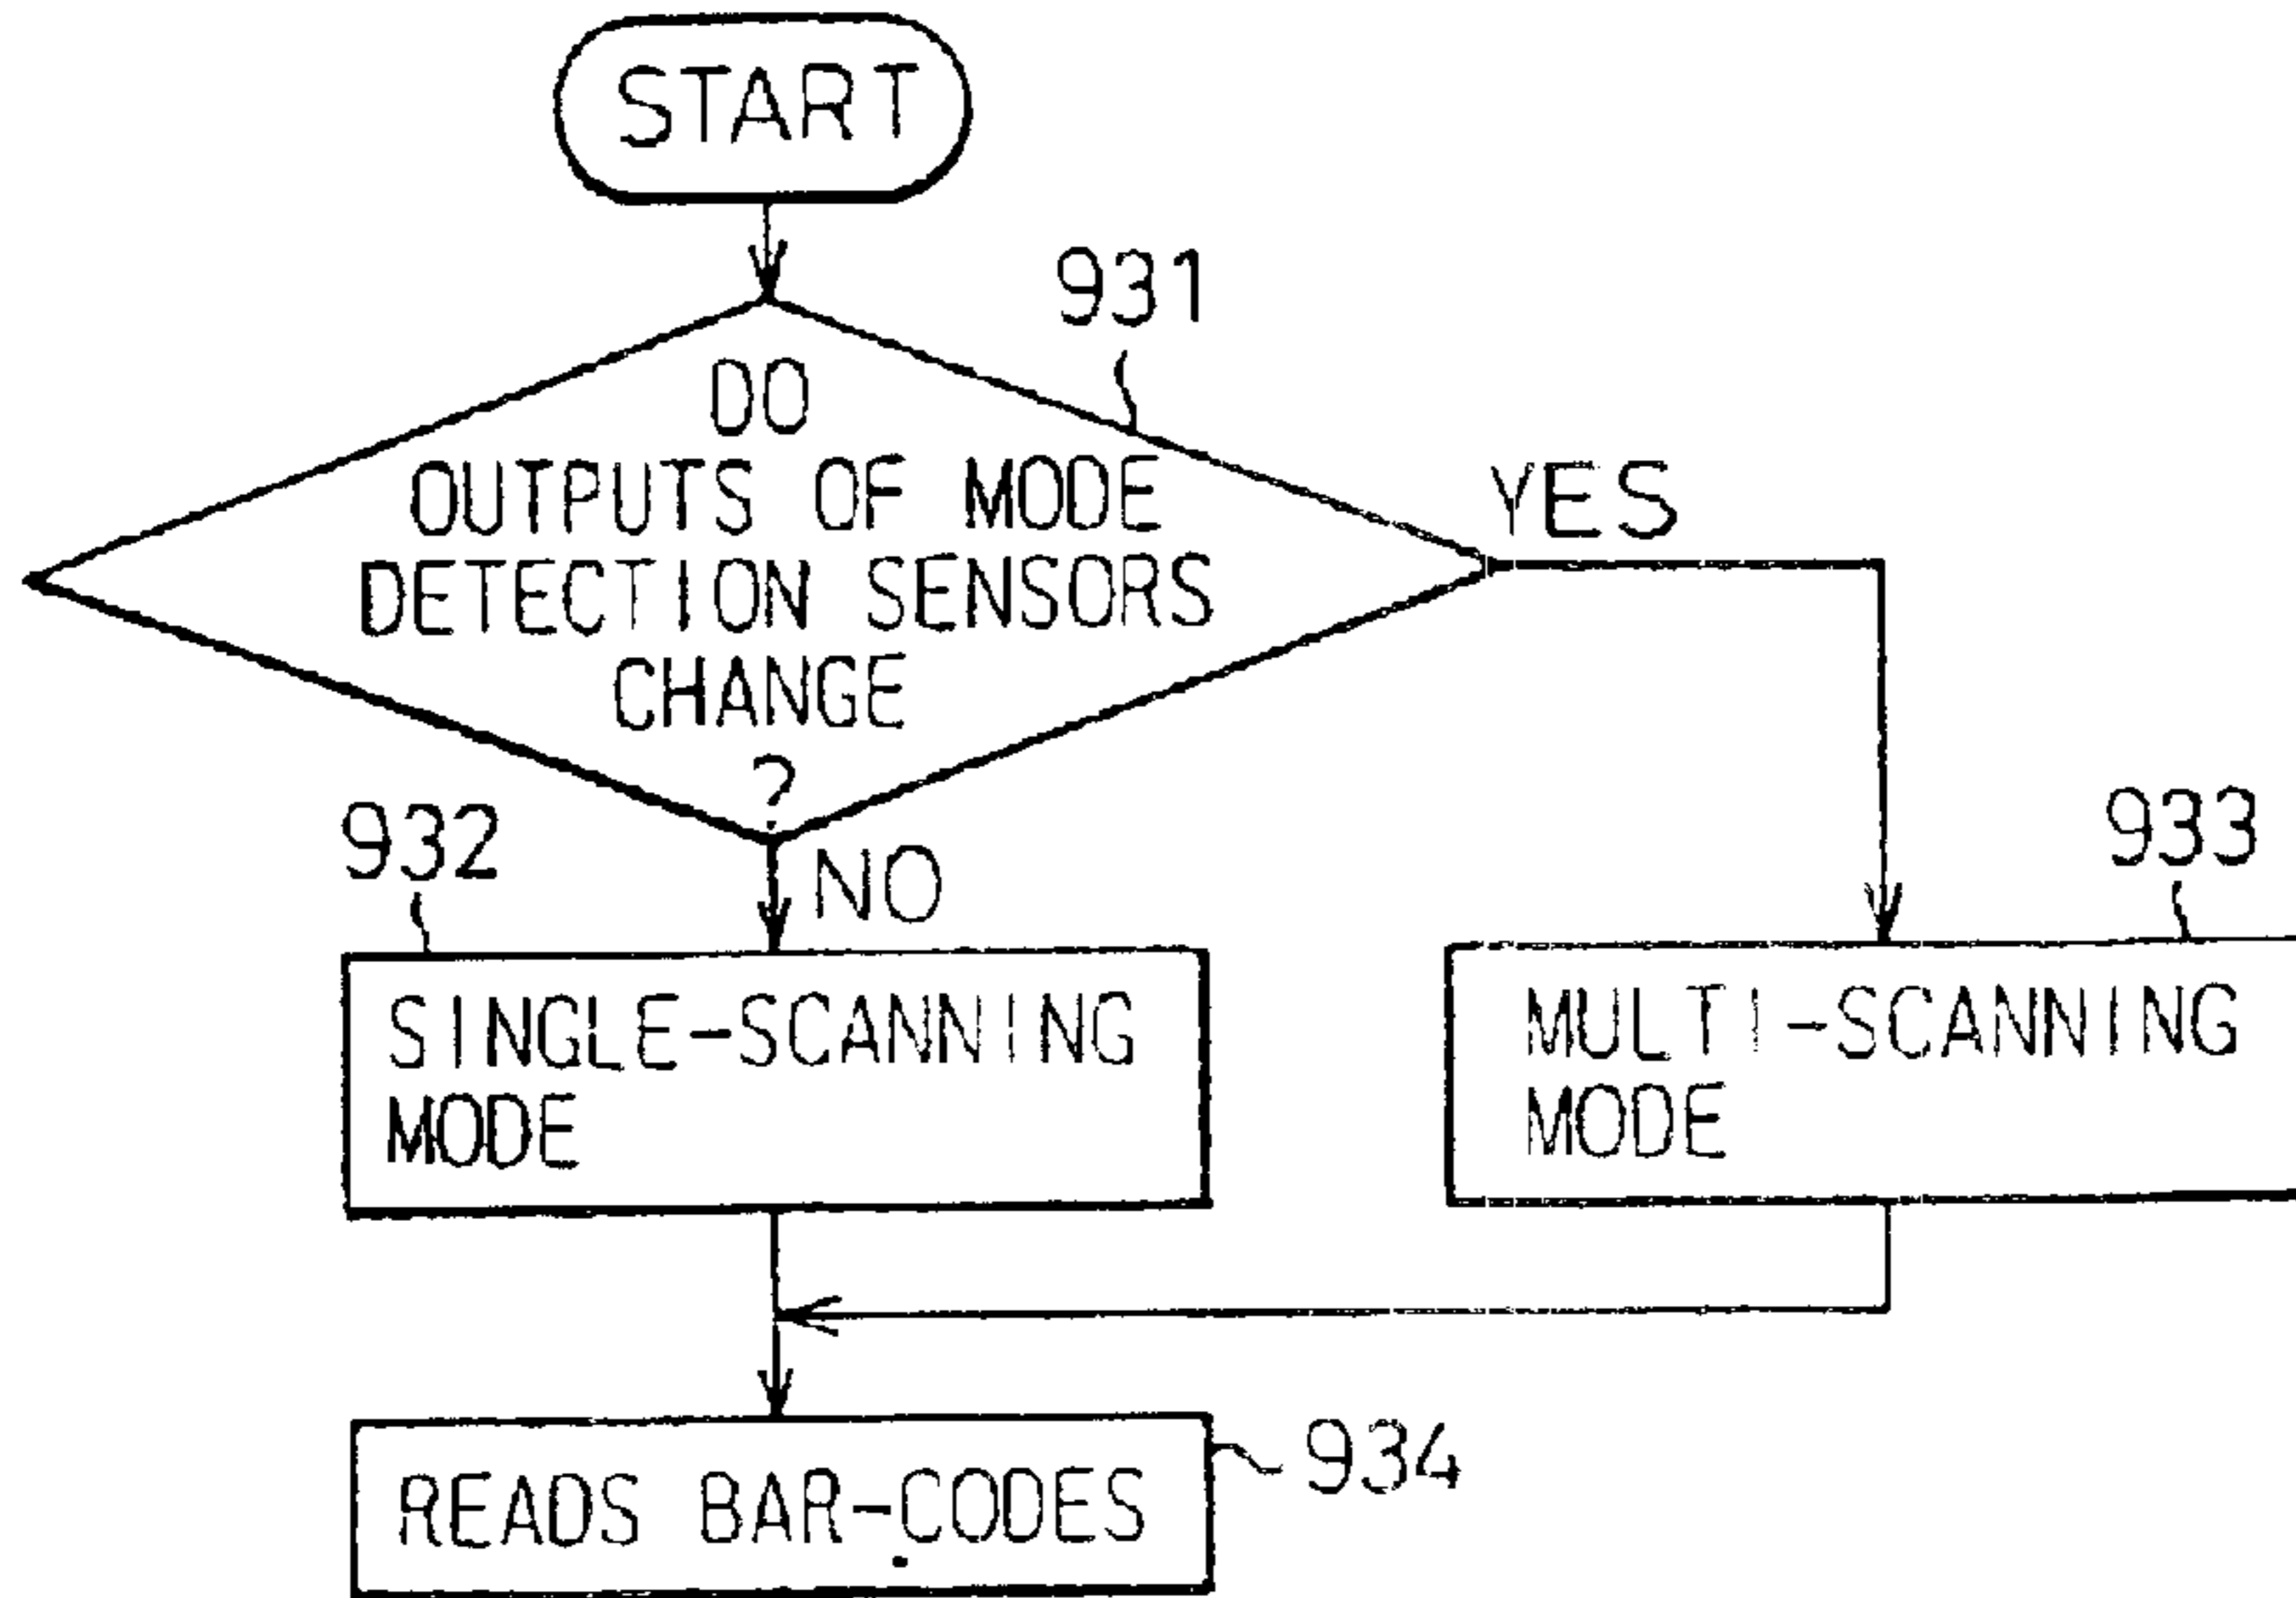 START
931
DO
OUTPUTS OF MODE
DETECTION SENSORS
CHANGE
?
YES
NO
932
SINGLE-SCANNING
MODE
933
MULTI-SCANNING
MODE
READS BAR-CODES
934